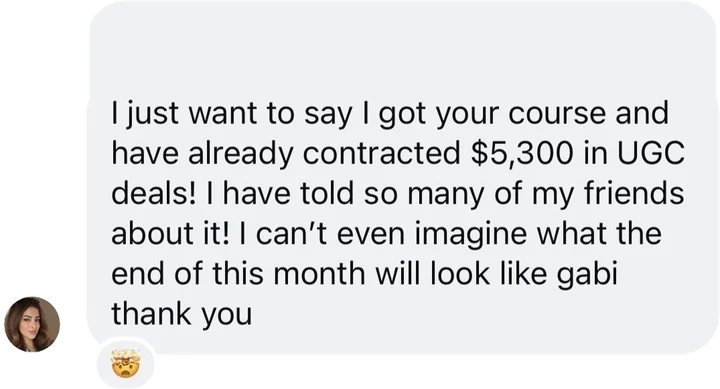 I just want to say I got your course and
have already contracted $5,300 in UGC
deals! I have told so many of my friends
about it! I can’t even imagine what the
end of this month will look like gabi
thank you